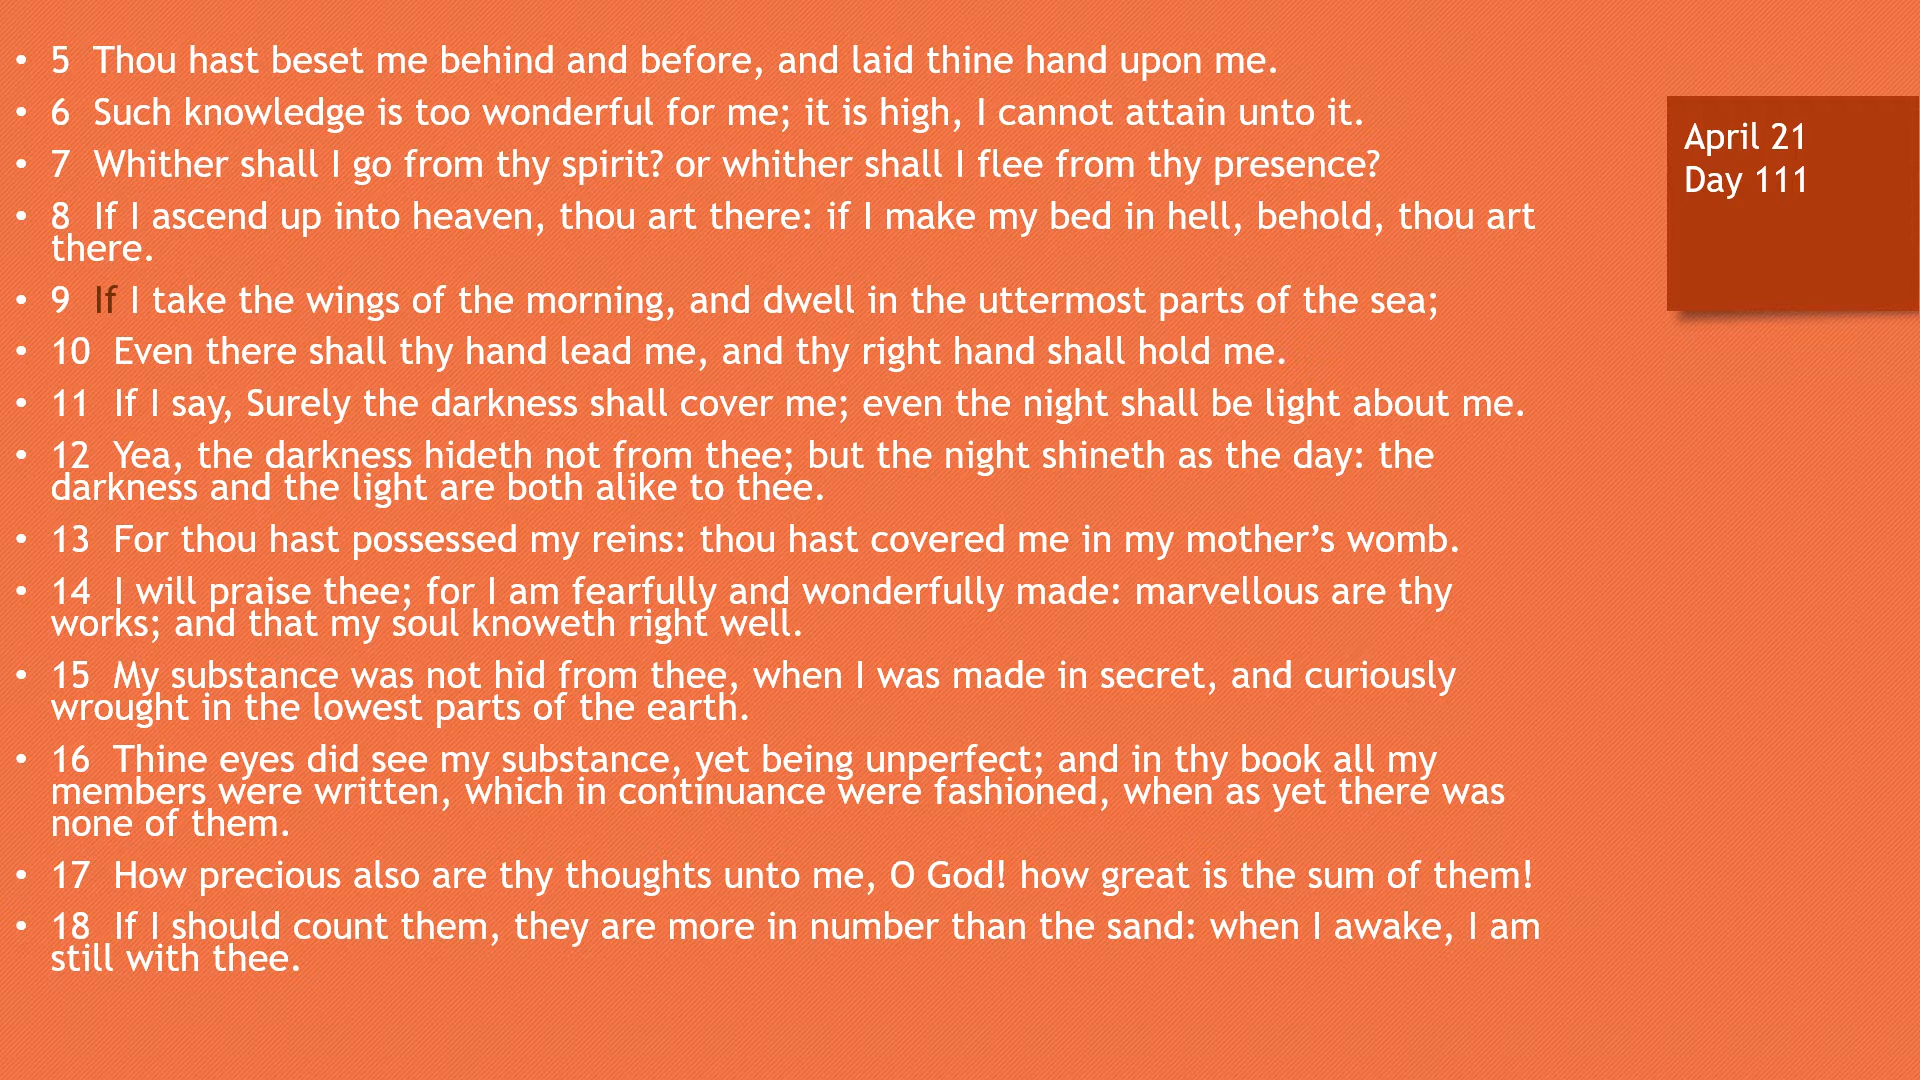 • 5  Thou hast beset me behind and before, and laid thine hand upon me.
• 6  Such knowledge is too wonderful for me; it is high, I cannot attain unto it.
• 7  Whither shall I go from thy spirit? or whither shall I flee from thy presence?
• 8  If I ascend up into heaven, thou art there: if I make my bed in hell, behold, thou art
there.
• 9  If I take the wings of the morning, and dwell in the uttermost parts of the sea;
• 10  Even there shall thy hand lead me, and thy right hand shall hold me.
• 11  If I say, Surely the darkness shall cover me; even the night shall be light about me.
• 12  Yea, the darkness hideth not from thee; but the night shineth as the day: the
darkness and the light are both alike to thee.
• 13  For thou hast possessed my reins: thou hast covered me in my mother’s womb.
• 14  I will praise thee; for I am fearfully and wonderfully made: marvellous are thy
works; and that my soul knoweth right well.
• 15  My substance was not hid from thee, when I was made in secret, and curiously
wrought in the lowest parts of the earth.
• 16  Thine eyes did see my substance, yet being unperfect; and in thy book all my
members were written, which in continuance were fashioned, when as yet there was
none of them.
• 17  How precious also are thy thoughts unto me, O God! how great is the sum of them!
• 18  If I should count them, they are more in number than the sand: when I awake, I am
still with thee.
April 21
Day 111